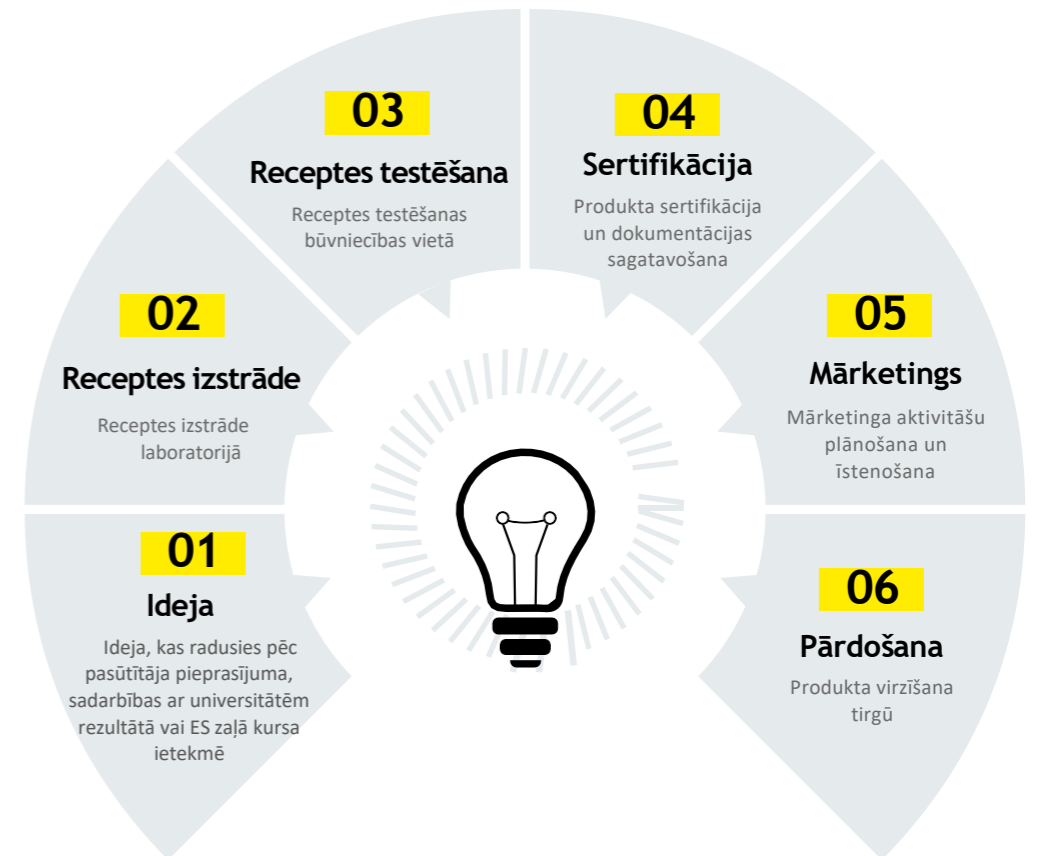 01
Ideja
Ideja, kas radusies pēc
pasūtītāja pieprasījuma,
sadarbības ar universitātēm
rezultātā vai ES zaļā kursa
ietekmē
02
Receptes izstrāde
Receptes izstrāde
laboratorijā
03
Receptes testēšana
Receptes testēšanas
būvniecības vietā
04
Sertifikācija
Produkta sertifikācija
un dokumentācijas
sagatavošana
05
Mārketings
Mārketinga aktivitāšu
plānošana un
īstenošana
06
Pārdošana
Produkta virzīšana
tirgū